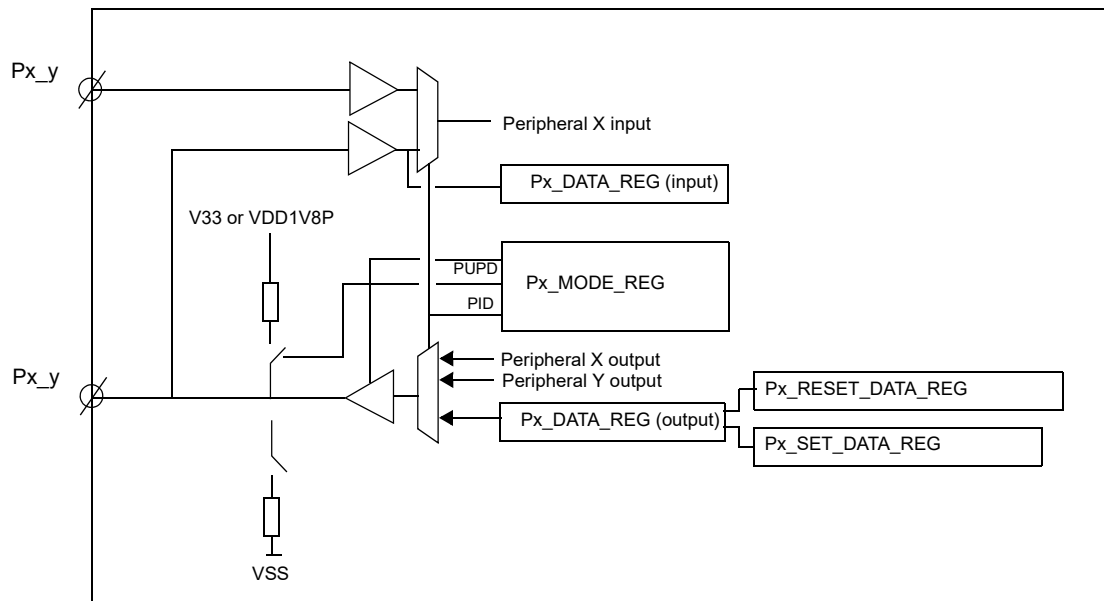 Px_y
Peripheral X input
Px_DATA_REG (input)
V33 or VDD1V8P
PUPD
Px_MODE_REG
PID
Peripheral X output
Px_y
Peripheral Y output
Px_RESET_DATA_REG
Px_DATA_REG (output)
Px_SET_DATA_REG
VSS